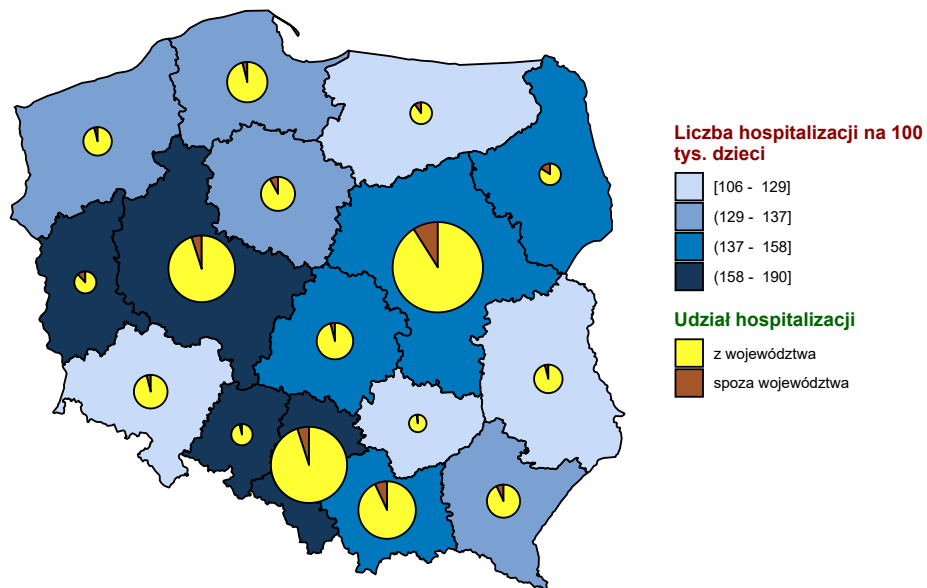 Liczba hospitalizacji na 100
tys. dzieci
[106 - 129]
(129 - 137]
(137 - 158]
(158 - 190]
Udział hospitalizacji
z województwa
spoza województwa